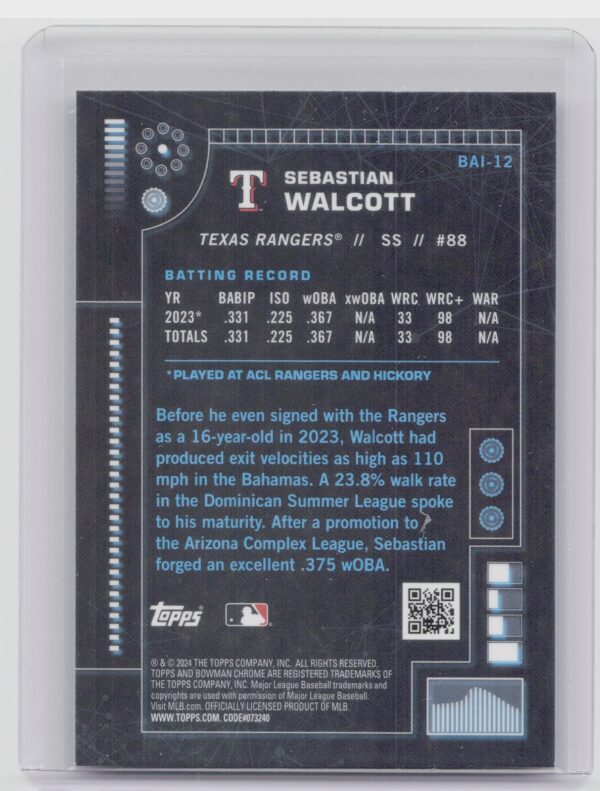 BAI-12
T
SEBASTIAN
WALCOTT
TEXAS RANGERS® // SS // #88
BATTING RECORD
YR BABIP ISO wOBA xwOBA WRC WRC+ WAR
2023* .331 .225 .367 N/A 33 98 N/A
TOTALS .331 .225 .367 N/A 33 98 N/A
*PLAYED AT ACL RANGERS AND HICKORY
Before he even signed with the Rangers
as a 16-year-old in 2023, Walcott had
produced exit velocities as high as 110
mph in the Bahamas. A 23.8% walk rate
in the Dominican Summer League spoke
to his maturity. After a promotion to
the Arizona Complex League, Sebastian
forged an excellent .375 wOBA.
topps
® & © 2024 THE TOPPS COMPANY, INC. ALL RIGHTS RESERVED.
TOPPS AND BOWMAN CHROME ARE REGISTERED TRADEMARKS OF
THE TOPPS COMPANY, INC. Major League Baseball trademarks and
copyrights are used with permission of Major League Baseball.
Visit MLB.com. OFFICIALLY LICENSED PRODUCT OF MLB.
WWW.TOPPS.COM. CODE#073240